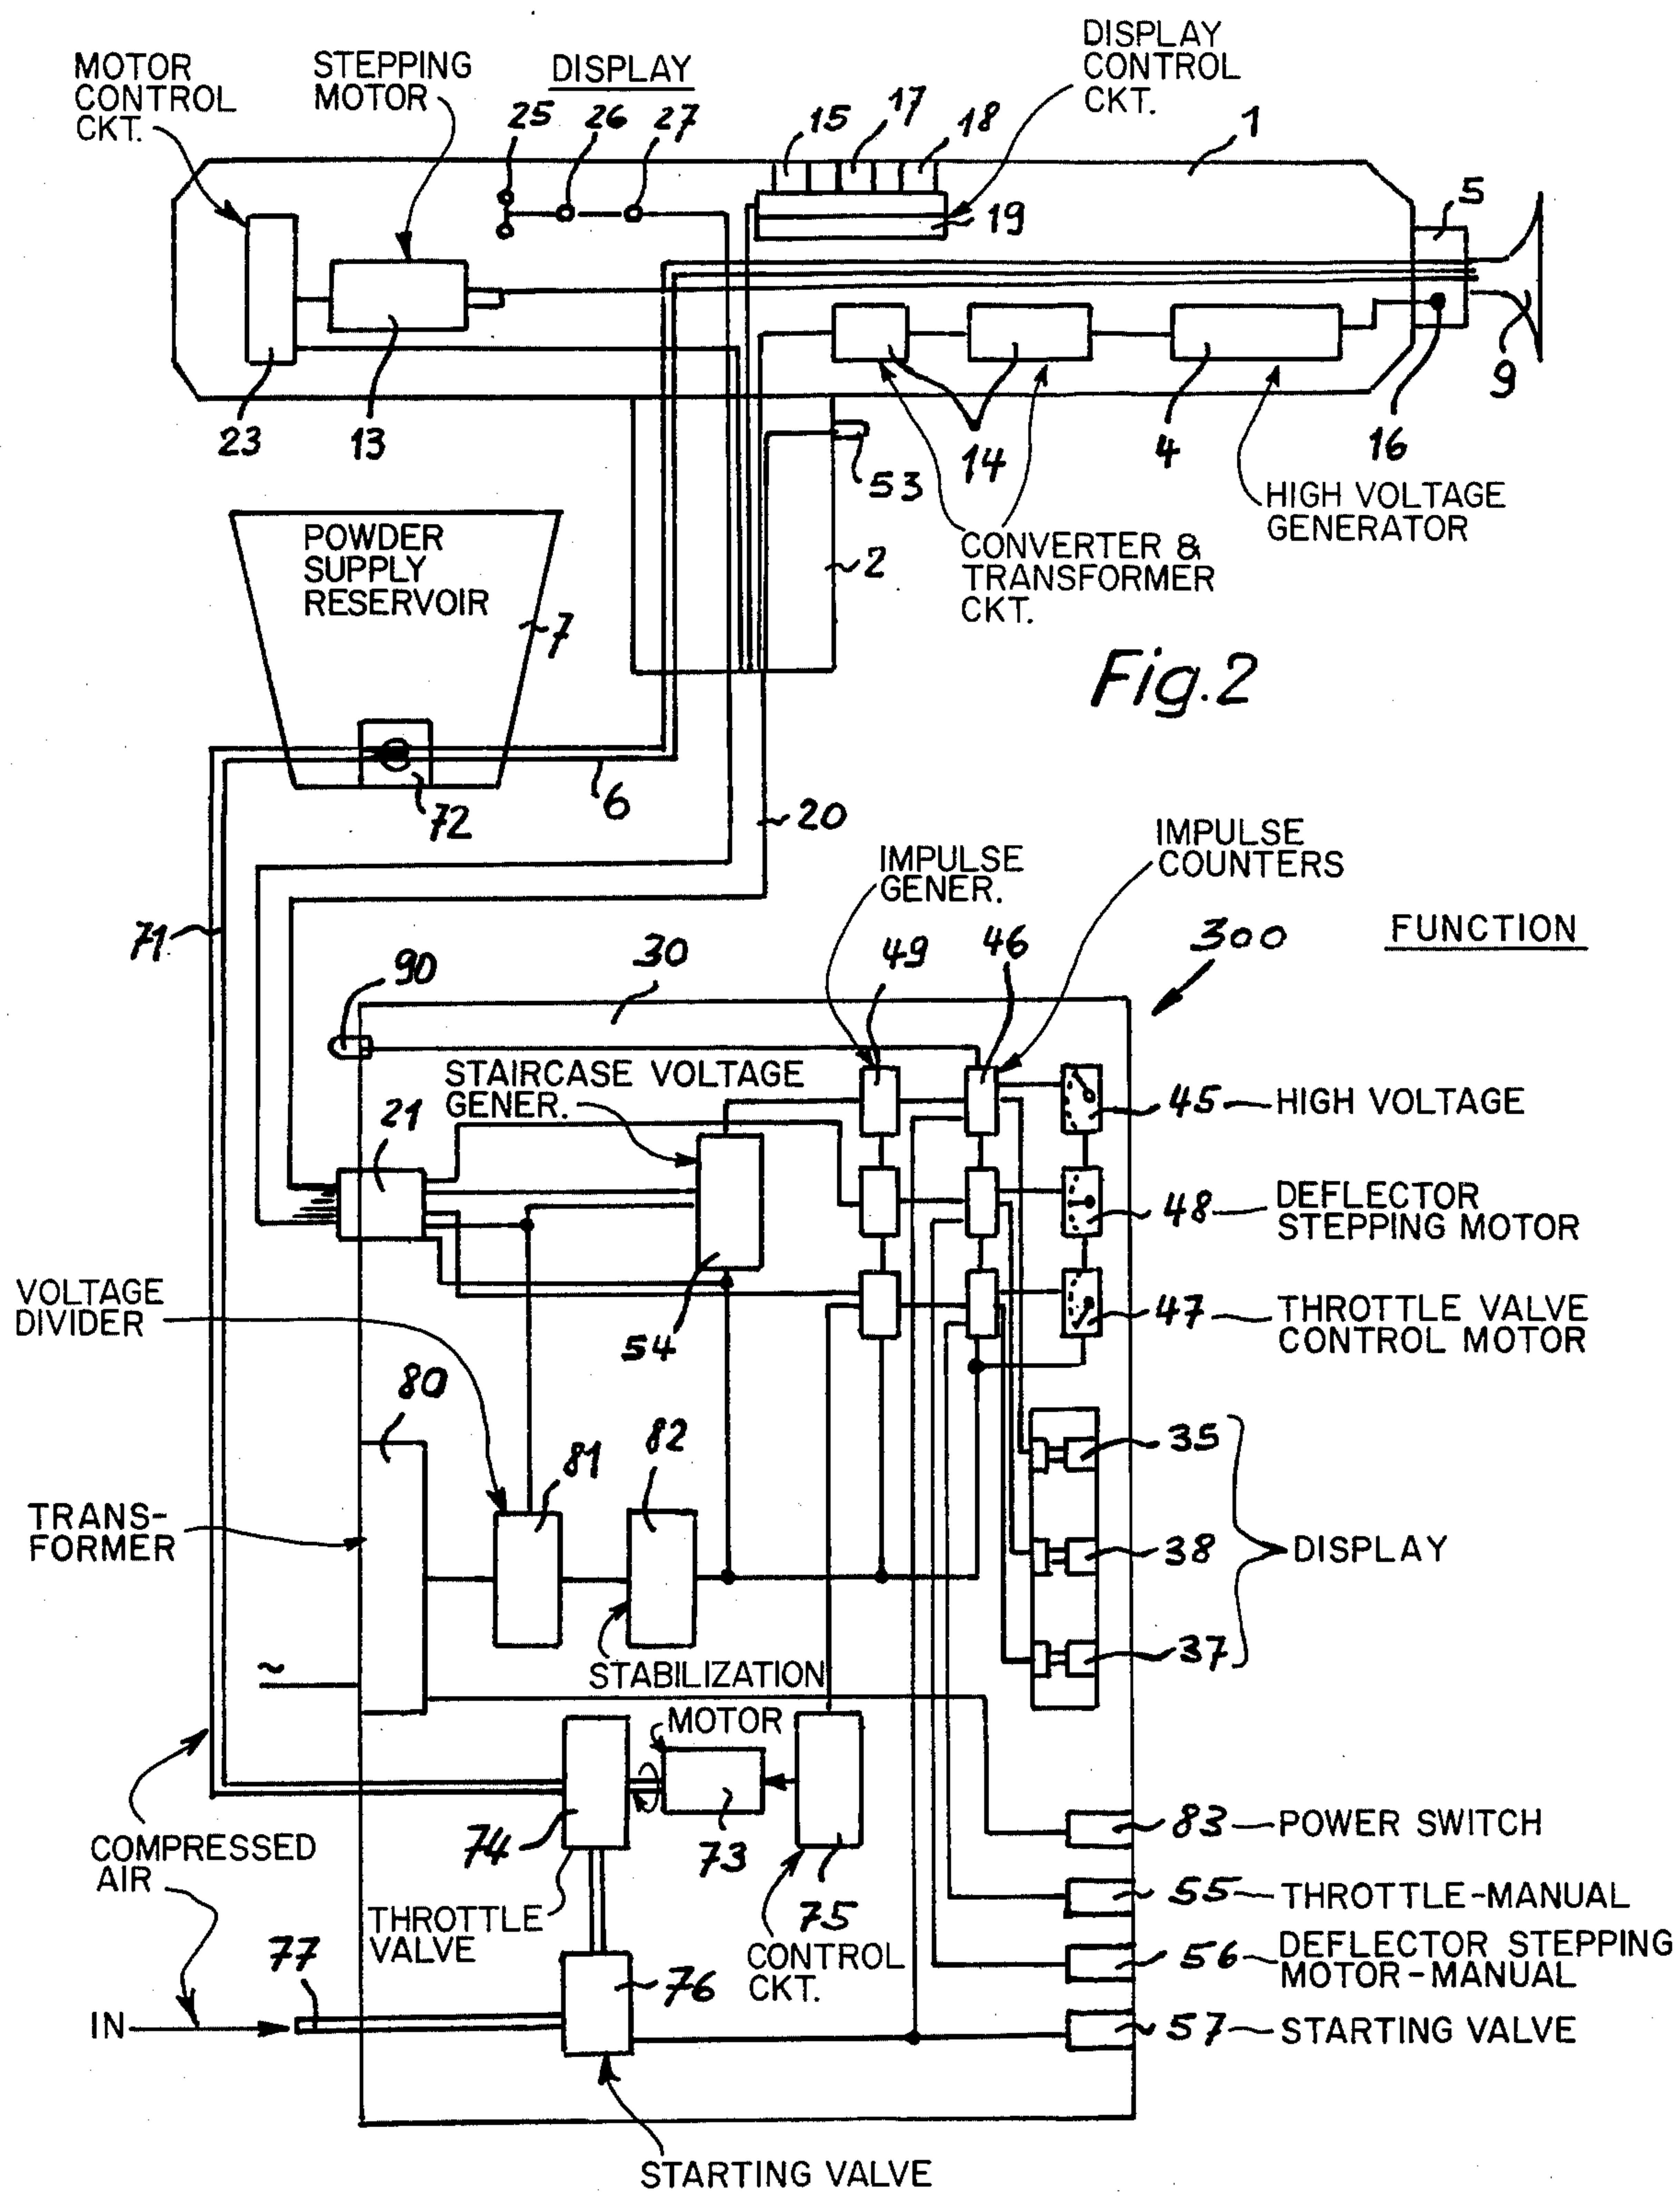 MOTOR
CONTROL
CKT.
STEPPING
MOTOR
DISPLAY
DISPLAY
CONTROL
CKT.
25
26
27
15
17
18
1
5
19
23
13
14
4
16
9
53
HIGH VOLTAGE
GENERATOR
CONVERTER &
TRANSFORMER
CKT.
POWDER
SUPPLY
RESERVOIR
7
2
Fig.2
72
6
20
IMPULSE
GENER.
IMPULSE
COUNTERS
71
90
30
49
46
300
FUNCTION
STAIRCASE VOLTAGE
GENER.
21
45 HIGH VOLTAGE
48 DEFLECTOR
STEPPING MOTOR
VOLTAGE
DIVIDER
54
47 THROTTLE VALVE
CONTROL MOTOR
80
81
82
35
TRANS-
FORMER
38
DISPLAY
37
~
STABILIZATION
MOTOR
74
73
75
83 POWER SWITCH
COMPRESSED
AIR
THROTTLE
VALVE
CONTROL
CKT.
55 THROTTLE-MANUAL
56 DEFLECTOR STEPPING
MOTOR-MANUAL
77
76
IN
57 STARTING VALVE
STARTING VALVE